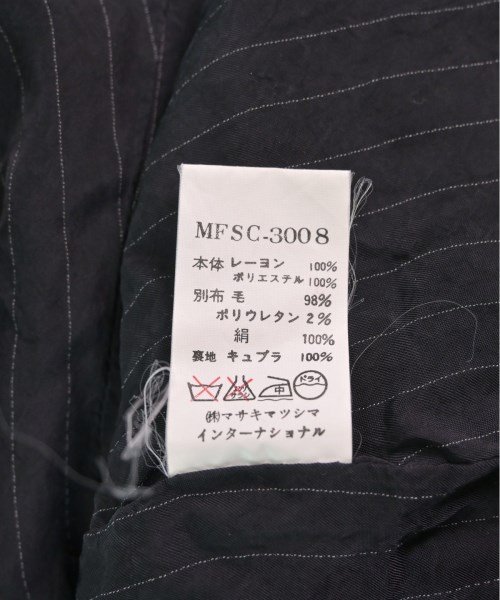 MFSC-3008
本体 レーヨン 100%
ポリエステル 100%
別布 毛 98%
ポリウレタン 2%
絹 100%
裏地 キュプラ 100%
中 ドライ
㈱マサキマツシマ
インターナショナル